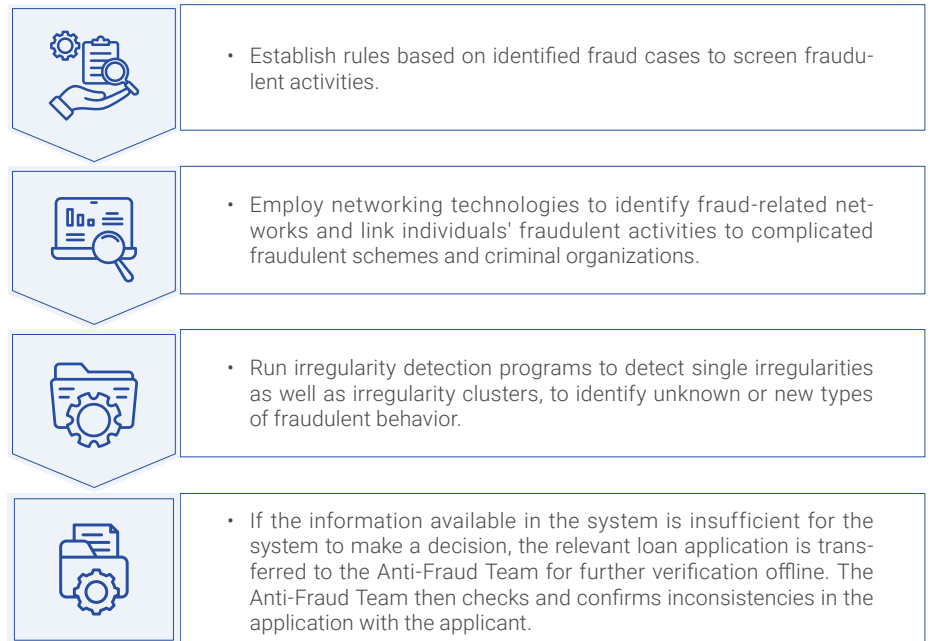 • Establish rules based on identified fraud cases to screen fraudu-
lent activities.
• Employ networking technologies to identify fraud-related net-
works and link individuals' fraudulent activities to complicated
fraudulent schemes and criminal organizations.
• Run irregularity detection programs to detect single irregularities
as well as irregularity clusters, to identify unknown or new types
of fraudulent behavior.
• If the information available in the system is insufficient for the
system to make a decision, the relevant loan application is trans-
ferred to the Anti-Fraud Team for further verification offline. The
Anti-Fraud Team then checks and confirms inconsistencies in the
application with the applicant.